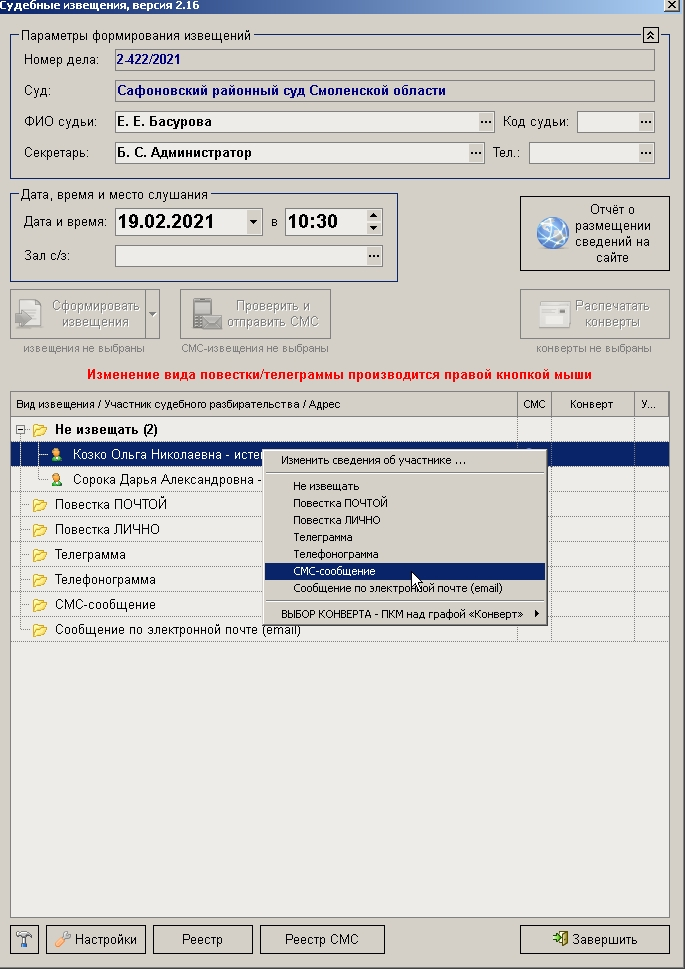 Судебные извещения, версия 2.16
Параметры формирования извещений
Номер дела: 2-422/2021
Суд: Сафоновский районный суд Смоленской области
ФИО судьи: Е. Е. Басурова ... Код судьи: ...
Секретарь: Б. С. Администратор ... Тел.: ...
Дата, время и место слушания
Дата и время: 19.02.2021 в 10:30
Зал с/з: ...
Отчёт о
размещении
сведений на
сайте
Сформировать
извещения
Проверить и
отправить СМС
Распечатать
конверты
извещения не выбраны
СМС-извещения не выбраны
конверты не выбраны
Изменение вида повестки/телеграммы производится правой кнопкой мыши
Вид извещения / Участник судебного разбирательства / Адрес СМС Конверт У...
Не извещать (2)
Козко Ольга Николаевна - исте
Сорока Дарья Александровна -
Повестка ПОЧТОЙ
Повестка ЛИЧНО
Телеграмма
Телефонограмма
СМС-сообщение
Сообщение по электронной почте (email)
Изменить сведения об участнике ...
Не извещать
Повестка ПОЧТОЙ
Повестка ЛИЧНО
Телеграмма
Телефонограмма
СМС-сообщение
Сообщение по электронной почте (email)
ВЫБОР КОНВЕРТА - ПКМ над графой «Конверт»
Настройки
Реестр
Реестр СМС
Завершить